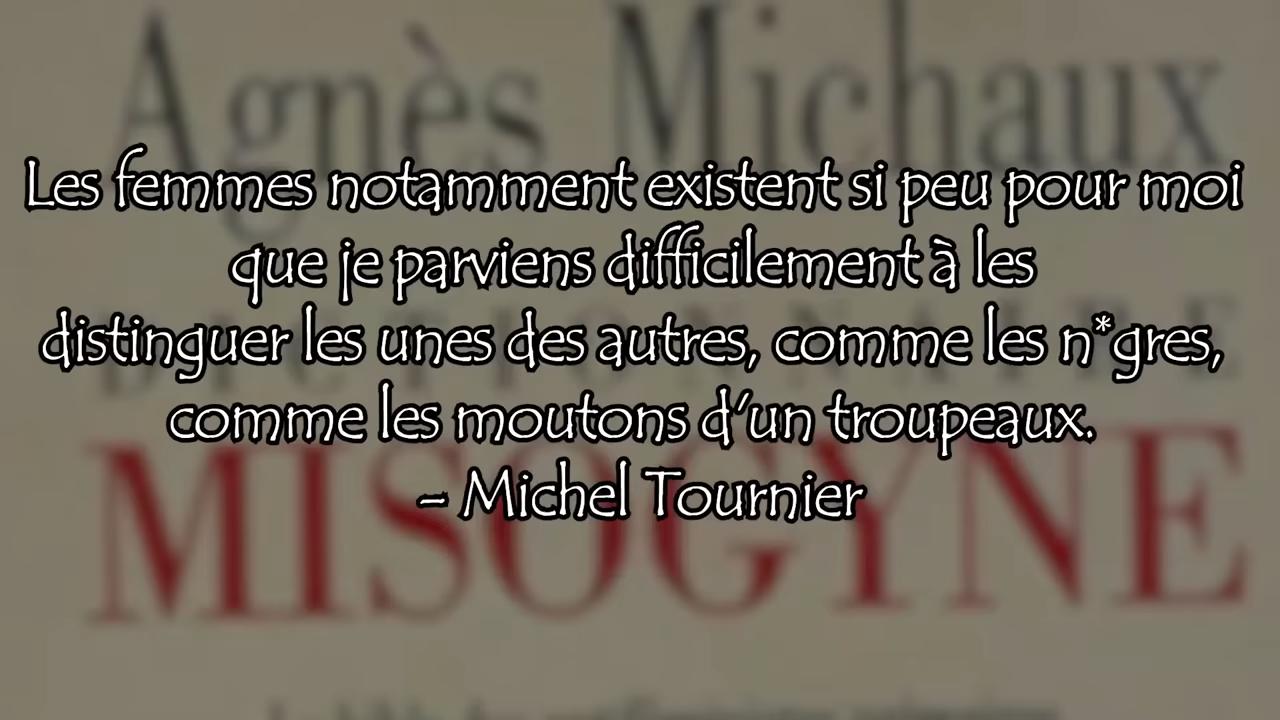 Agnès Michaux
Les femmes notamment existent si peu pour moi
que je parviens difficilement à les
distinguer les unes des autres, comme les n*gres,
comme les moutons d’un troupeaux.
– Michel Tournier
DICTIONNAIRE
MISOGYNE